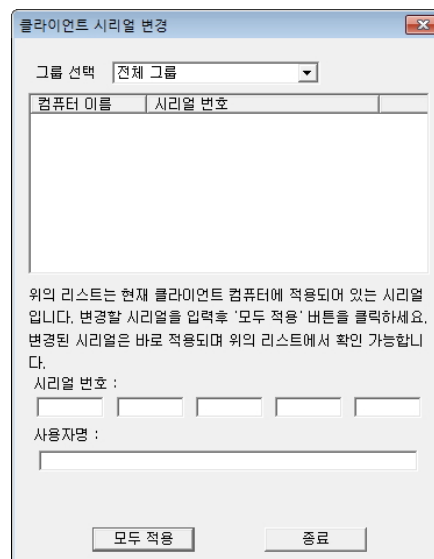 클라이언트 시리얼 변경
그룹 선택 전체 그룹
컴퓨터 이름 시리얼 번호
위의 리스트는 현재 클라이언트 컴퓨터에 적용되어 있는 시리얼
입니다. 변경할 시리얼을 입력후 '모두 적용' 버튼을 클릭하세요.
변경된 시리얼은 바로 적용되며 위의 리스트에서 확인 가능합니
다.
시리얼 번호 :
사용자명 :
모두 적용 종료